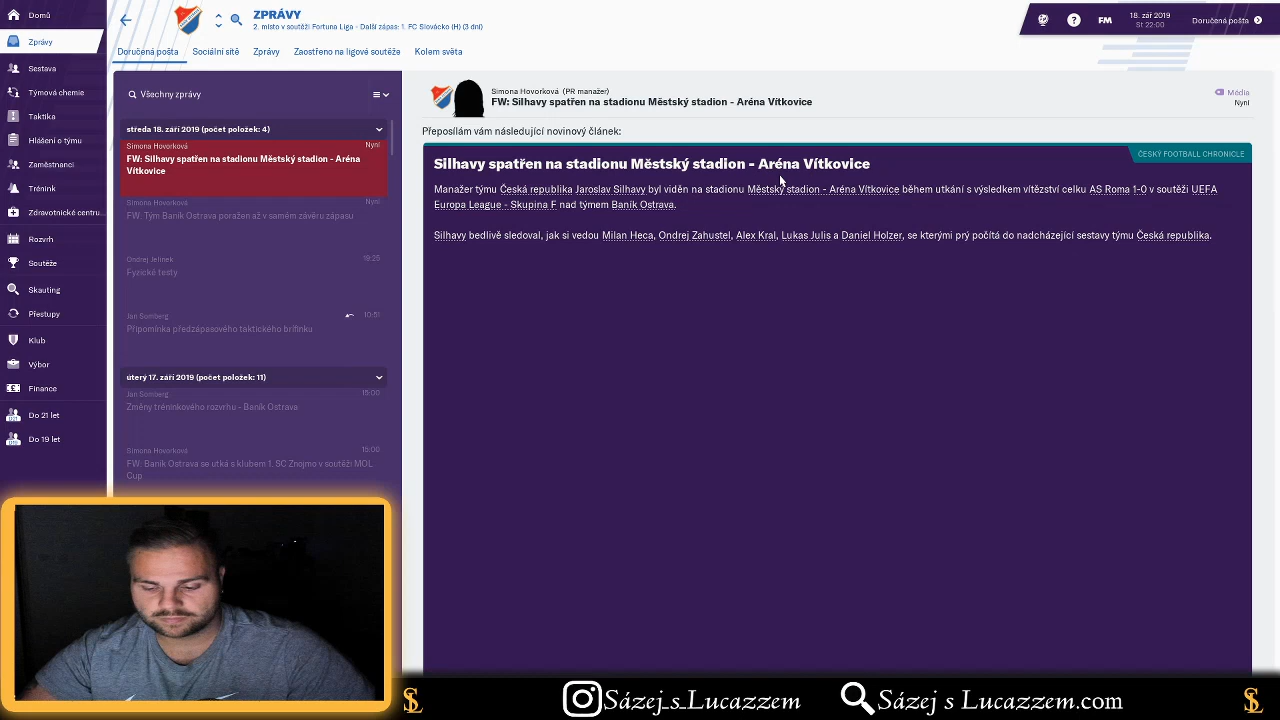 Domů
Zprávy
Sestava
Týmová chemie
Taktika
Hlášení o týmu
Zaměstnanci
Trénink
Zdravotnické centru...
Rozvrh
Soutěže
Skauting
Přestupy
Klub
Výbor
Finance
Do 21 let
Do 19 let
ZPRÁVY
2. místo v soutěži Fortuna Liga - Další zápas: 1. FC Slovácko (H) (3 dní)
FM
18. zář 2019
St 22:00
Doručená pošta
Doručená pošta
Sociální sítě
Zprávy
Zaostřeno na ligové soutěže
Kolem světa
Všechny zprávy
středa 18. září 2019 (počet položek: 4)
Simona Hovorková
Nyní
FW: Silhavy spatřen na stadionu Městský stadion - Aréna
Vítkovice
Simona Hovorková
Nyní
FW: Tým Baník Ostrava poražen až v samém závěru zápasu
Ondrej Jelinek
19:25
Fyzické testy
Jan Somberg
10:51
Připomínka předzápasového taktického brífinku
úterý 17. září 2019 (počet položek: 11)
Jan Somberg
15:00
Změny tréninkového rozvrhu - Baník Ostrava
Simona Hovorková
15:00
FW: Baník Ostrava se utká s klubem 1. SC Znojmo v soutěži MOL
Cup
Simona Hovorková (PR manažer)
FW: Silhavy spatřen na stadionu Městský stadion - Aréna Vítkovice
Média
Nyní
Přeposílám vám následující novinový článek:
ČESKÝ FOOTBALL CHRONICLE
Silhavy spatřen na stadionu Městský stadion - Aréna Vítkovice
Manažer týmu Česká republika Jaroslav Silhavy byl viděn na stadionu Městský stadion - Aréna Vítkovice během utkání s výsledkem vítězství celku AS Roma 1-0 v soutěži UEFA
Europa League - Skupina F nad týmem Baník Ostrava.
Silhavy bedlivě sledoval, jak si vedou Milan Heca, Ondrej Zahustel, Alex Kral, Lukas Julis a Daniel Holzer, se kterými prý počítá do nadcházející sestavy týmu Česká republika.
Sázej_s_Lucazzem
Sázej s Lucazzem.com